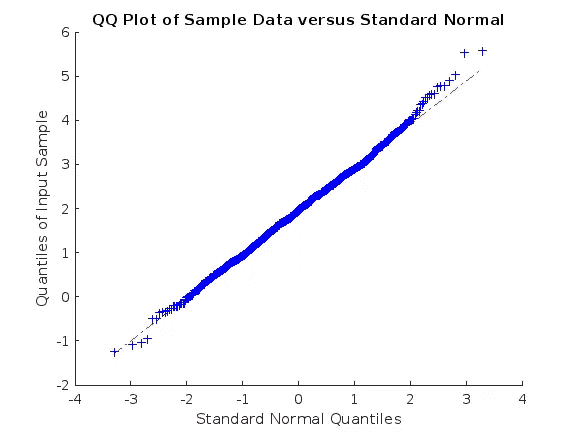 QQ Plot of Sample Data versus Standard Normal
6
5
4
3
2
1
0
-1
-2
Quantiles of Input Sample
-4 -3 -2 -1 0 1 2 3 4
Standard Normal Quantiles